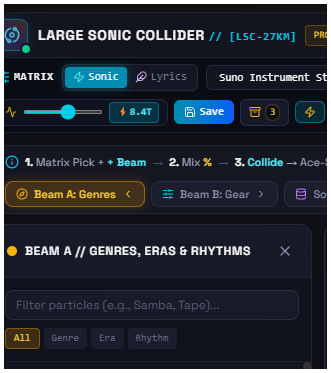 LARGE SONIC COLLIDER // [LSC-27KM]
MATRIX Sonic Lyrics Suno Instrument
8.4T Save 3
1. Matrix Pick + + Beam → 2. Mix % → 3. Collide →
Beam A: Genres Beam B: Gear
BEAM A // GENRES, ERAS & RHYTHMS
Filter particles (e.g., Samba, Tape)...
All Genre Era Rhythm